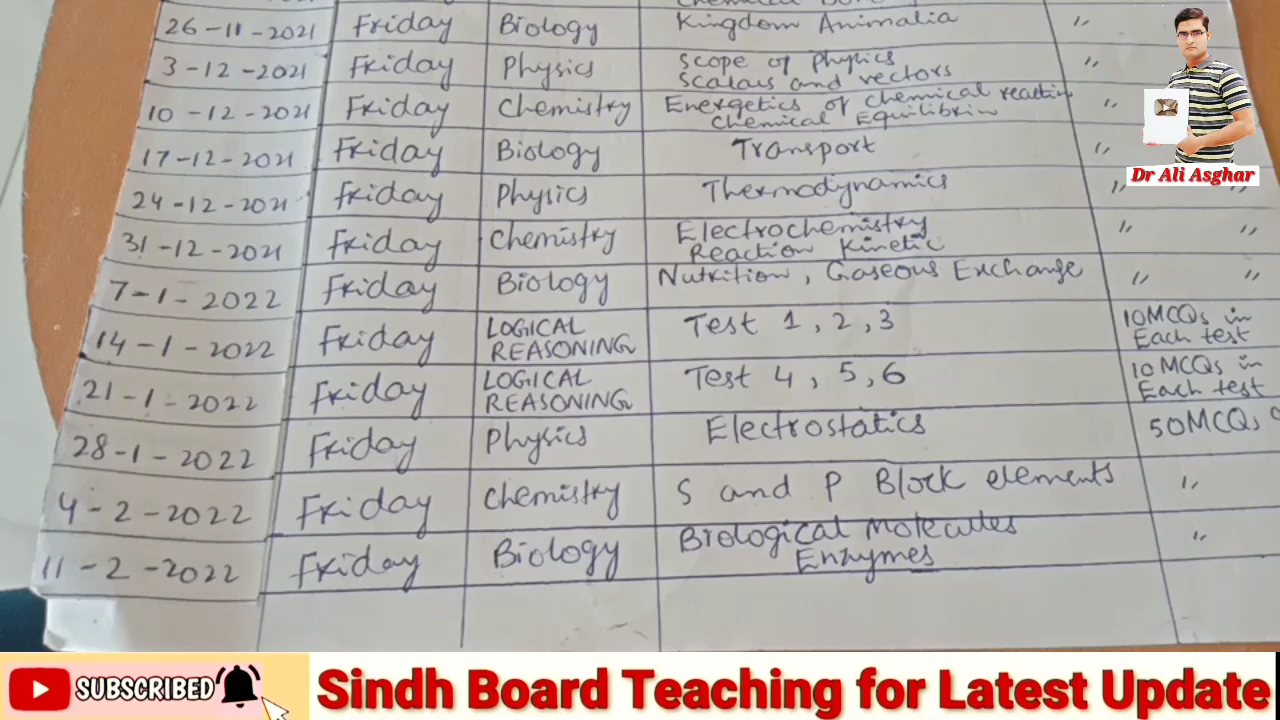 26-11-2021 Friday Biology Kingdom Animalia "
3-12-2021 Friday Physics Scope of Physics "
Scalars and vectors
10-12-2021 Friday Chemistry Energetics of chemical reaction "
Chemical Equilibrium
17-12-2021 Friday Biology Transport "
24-12-2021 Friday Physics Thermodynamics " "
31-12-2021 Friday Chemistry Electrochemistry " "
Reaction Kinetic
7-1-2022 Friday Biology Nutrition, Gaseous Exchange " "
14-1-2022 Friday LOGICAL Test 1, 2, 3 10MCQs in
REASONING Each test
21-1-2022 Friday LOGICAL Test 4, 5, 6 10 MCQs in
REASONING Each test
28-1-2022 Friday Physics Electrostatics 50MCQs
4-2-2022 Friday Chemistry S and P Block elements "
11-2-2022 Friday Biology Biological Molecules "
Enzymes
Dr Ali Asghar
SUBSCRIBED
Sindh Board Teaching for Latest Update